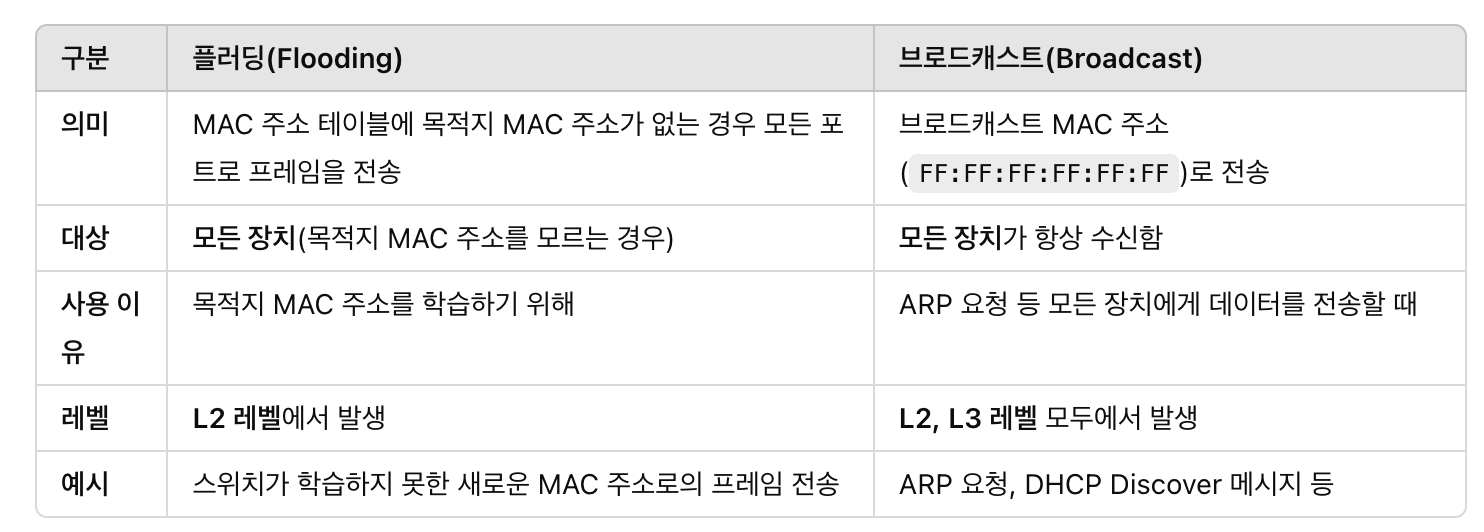 구분 플러딩(Flooding) 브로드캐스트(Broadcast)
의미 MAC 주소 테이블에 목적지 MAC 주소가 없는 경우 모든 포 브로드캐스트 MAC 주소
트로 프레임을 전송 (FF:FF:FF:FF:FF:FF)로 전송
대상 모든 장치(목적지 MAC 주소를 모르는 경우) 모든 장치가 항상 수신함
사용 이 목적지 MAC 주소를 학습하기 위해 ARP 요청 등 모든 장치에게 데이터를 전송할 때
유
레벨 L2 레벨에서 발생 L2, L3 레벨 모두에서 발생
예시 스위치가 학습하지 못한 새로운 MAC 주소로의 프레임 전송 ARP 요청, DHCP Discover 메시지 등